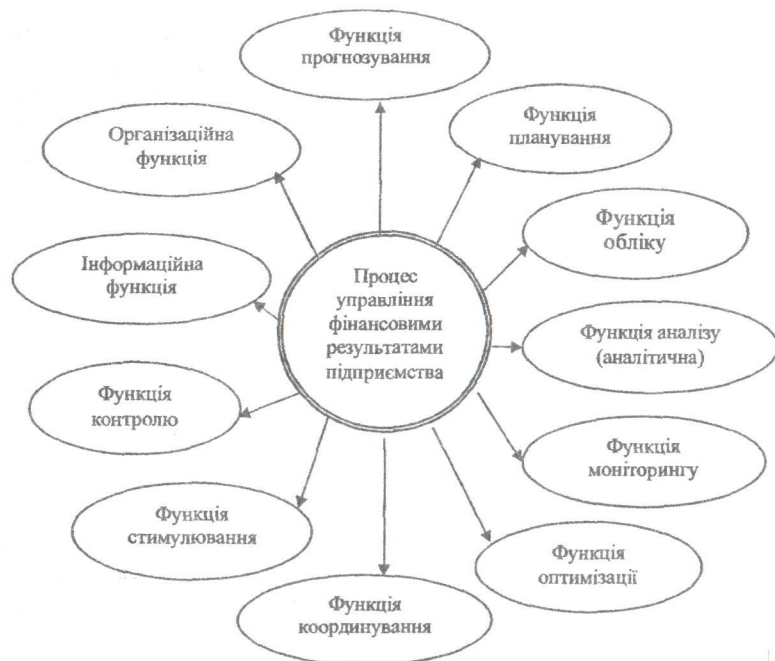 Функція
прогнозування
Функція
планування
Організаційна
функція
Функція
обліку
Інформаційна
функція
Процес
управління
фінансовими
результатами
підприємства
Функція аналізу
(аналітична)
Функція
контролю
Функція
моніторингу
Функція
стимулювання
Функція
оптимізації
Функція
координування